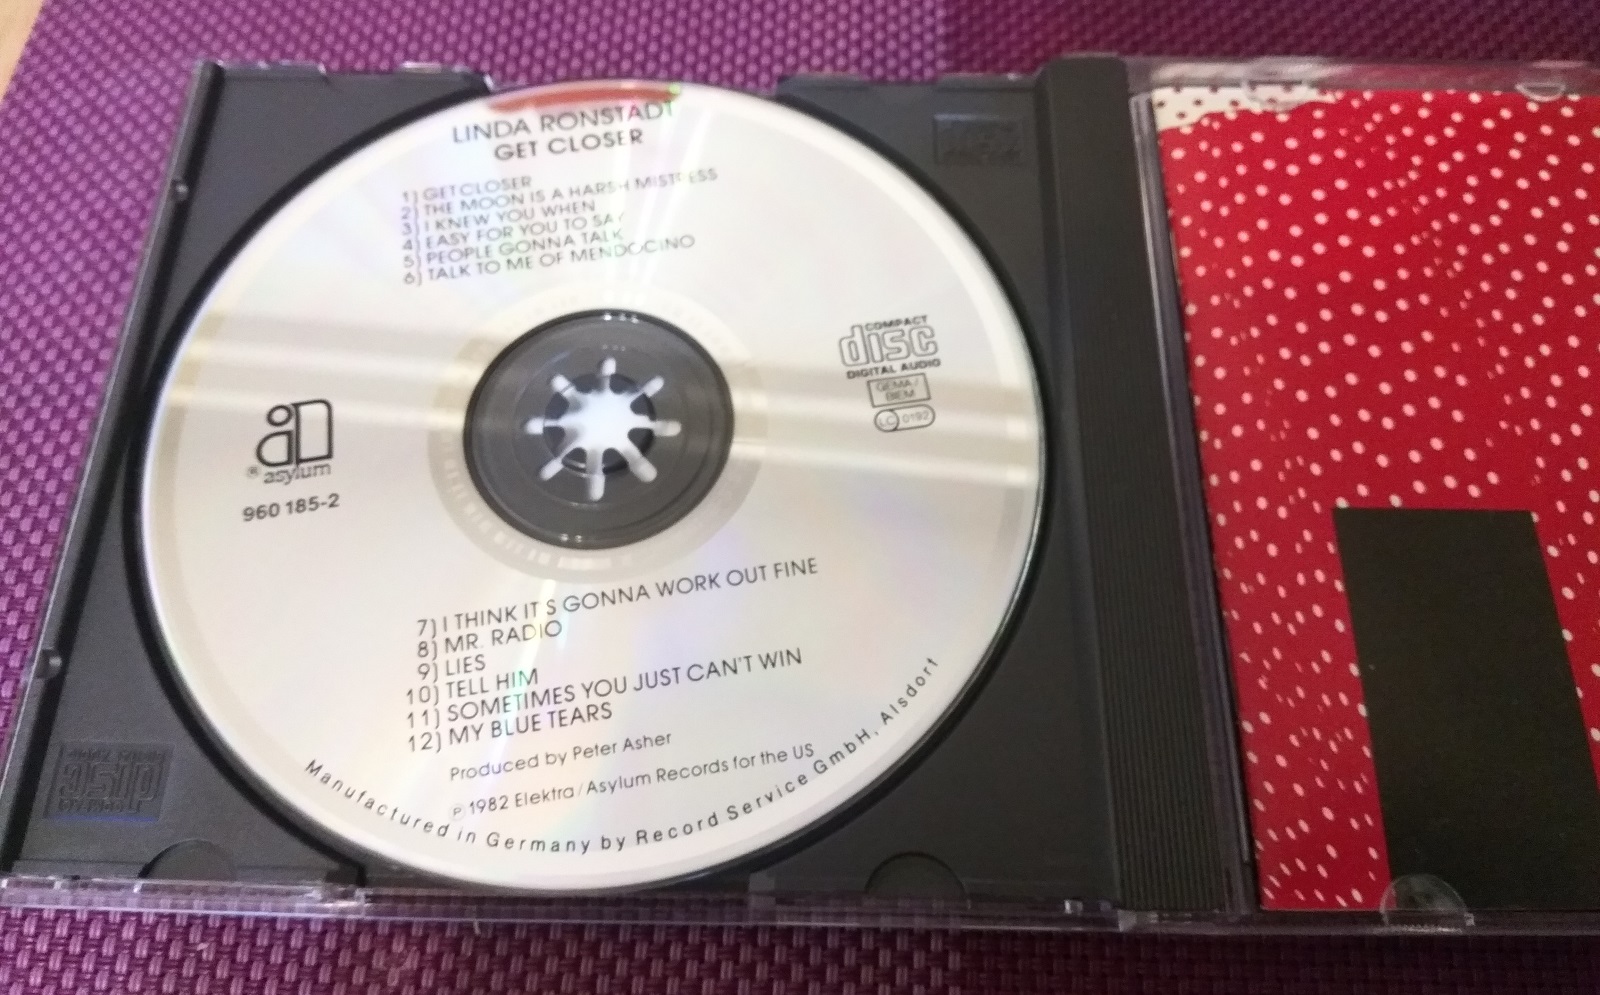 LINDA RONSTADT
GET CLOSER
1) GET CLOSER
2) THE MOON IS A HARSH MISTRESS
3) I KNEW YOU WHEN
4) EASY FOR YOU TO SAY
5) PEOPLE GONNA TALK
6) TALK TO ME OF MENDOCINO
COMPACT
disc
DIGITAL AUDIO
GEMA/
BIEM
LC 0192
® asylum
960 185-2
7) I THINK IT S GONNA WORK OUT FINE
8) MR. RADIO
9) LIES
10) TELL HIM
11) SOMETIMES YOU JUST CAN'T WIN
12) MY BLUE TEARS
Produced by Peter Asher
℗ 1982 Elektra/Asylum Records for the US
Manufactured in Germany by Record Service GmbH, Alsdorf